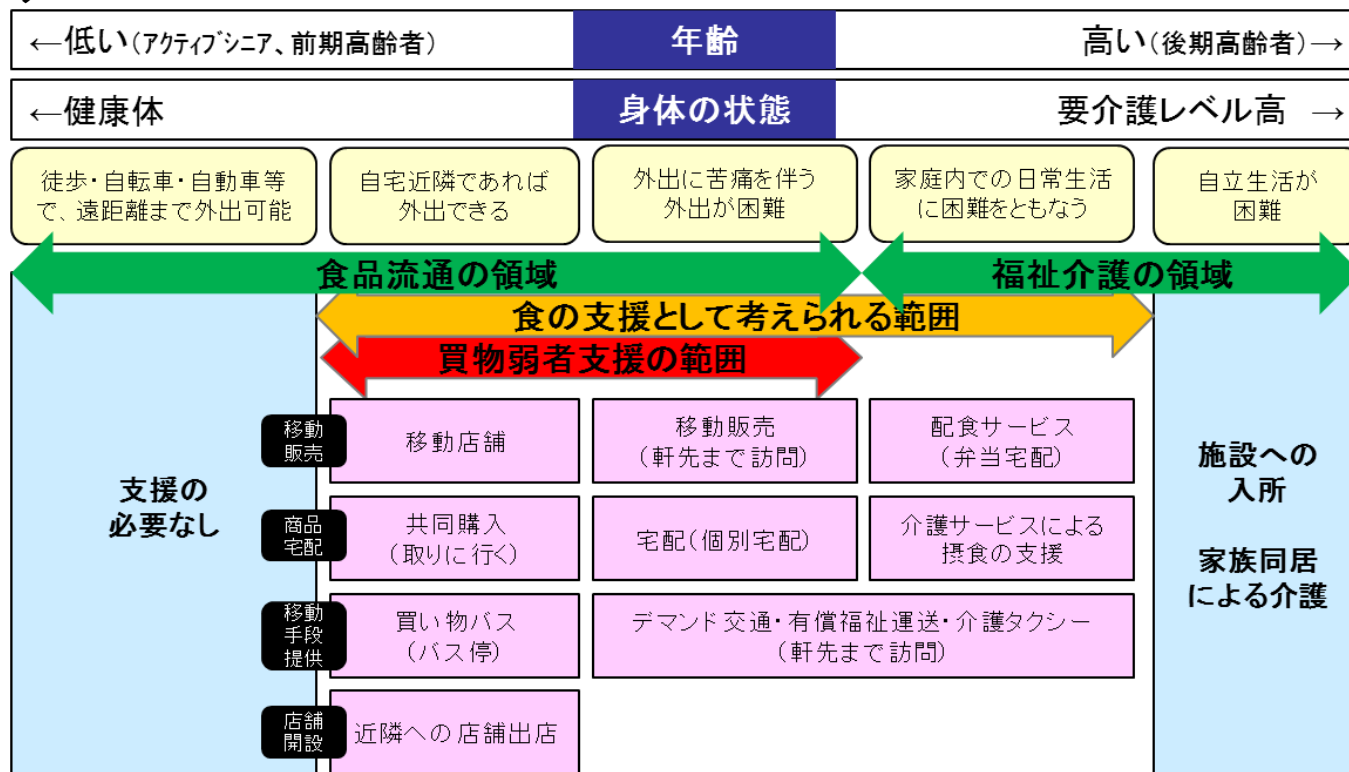 ←低い(アクティブシニア、前期高齢者)
年齢
高い(後期高齢者)→
←健康体
身体の状態
要介護レベル高 →
徒歩・自転車・自動車等
で、遠距離まで外出可能
自宅近隣であれば
外出できる
外出に苦痛を伴う
外出が困難
家庭内での日常生活
に困難をともなう
自立生活が
困難
食品流通の領域
福祉介護の領域
食の支援として考えられる範囲
買物弱者支援の範囲
支援の
必要なし
移動
販売
移動店舗
移動販売
(軒先まで訪問)
配食サービス
(弁当宅配)
商品
宅配
共同購入
(取りに行く)
宅配(個別宅配)
介護サービスによる
摂食の支援
移動
手段
提供
買い物バス
(バス停)
デマンド交通・有償福祉運送・介護タクシー
(軒先まで訪問)
店舗
開設
近隣への店舗出店
施設への
入所
家族同居
による介護